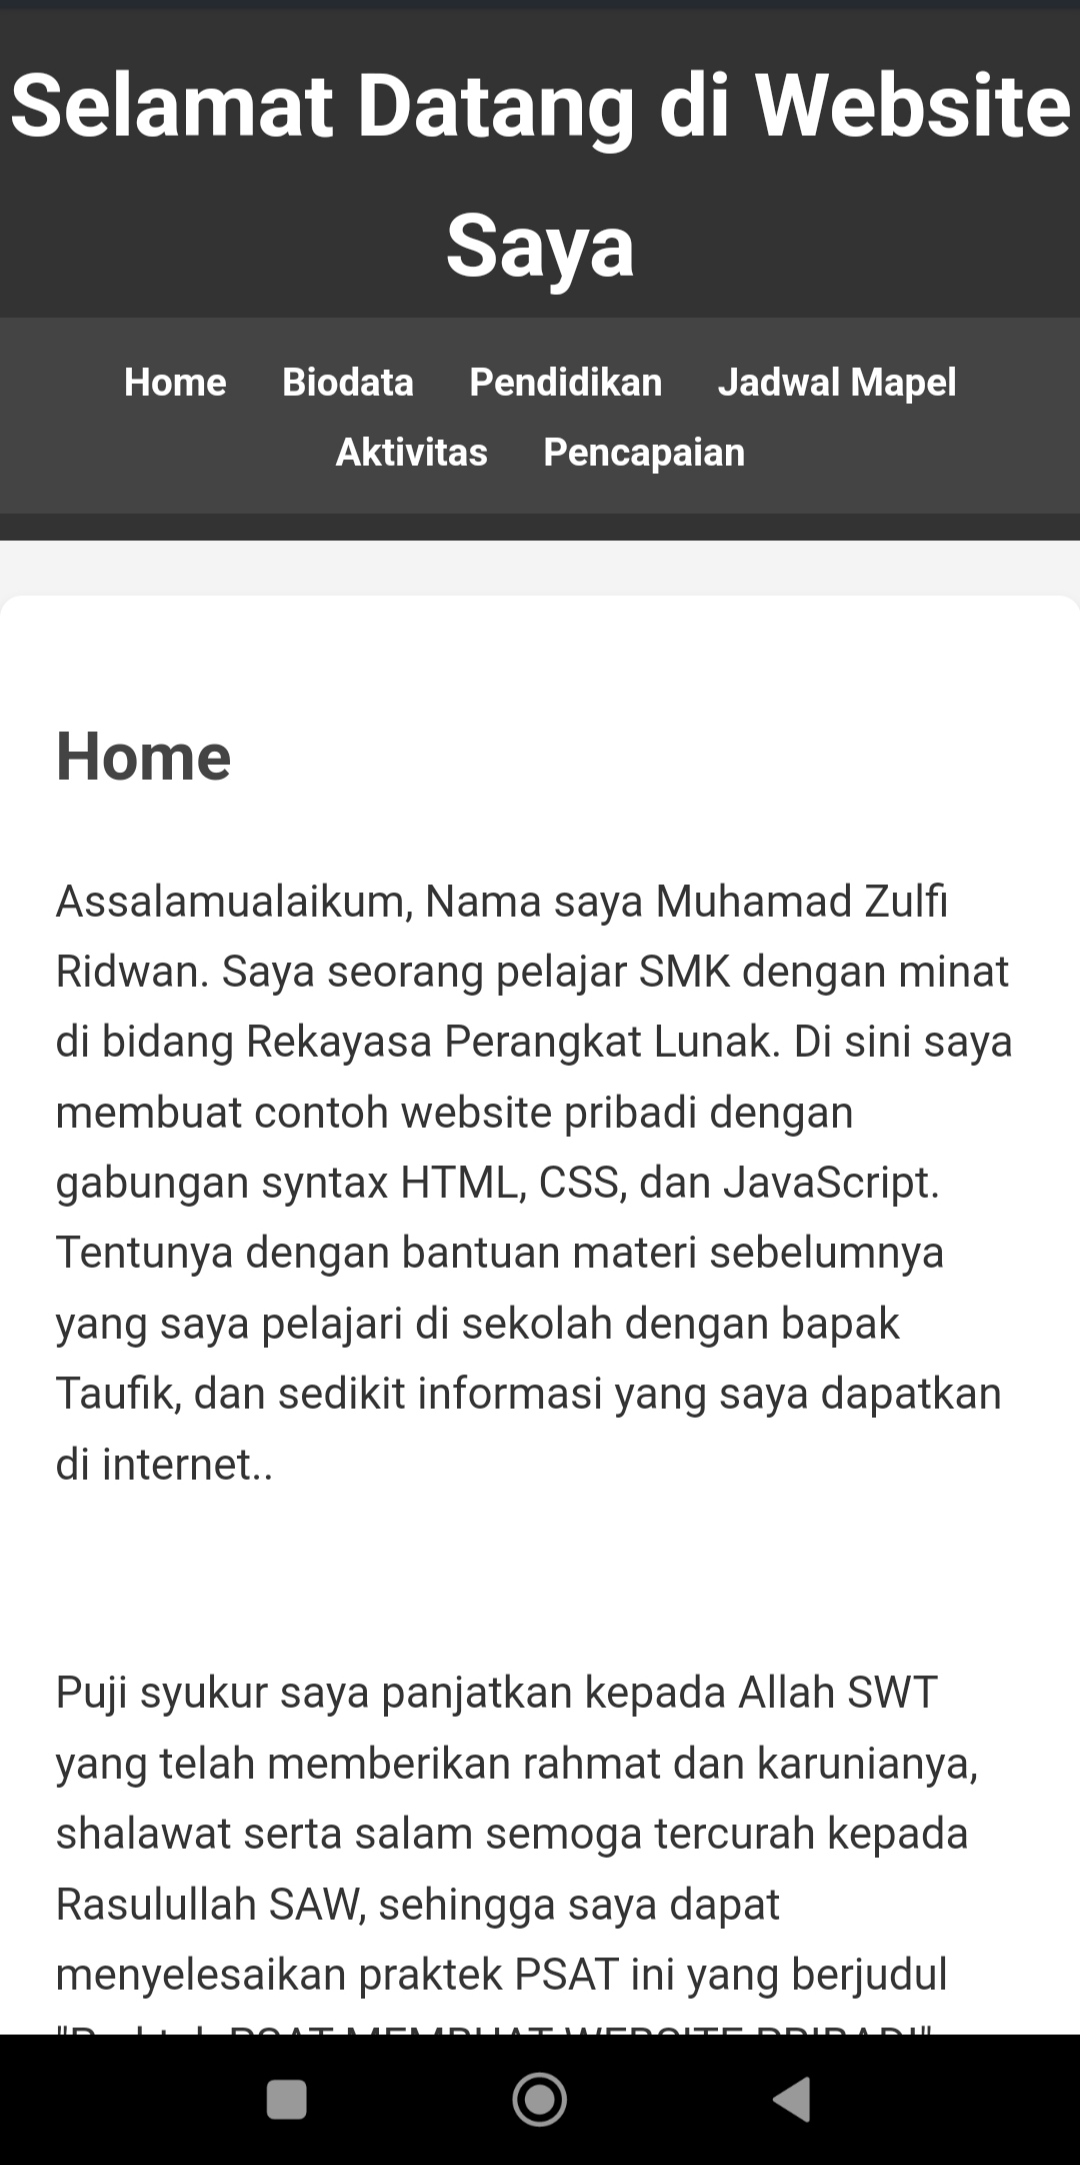 Selamat Datang di Website
Saya
Home Biodata Pendidikan Jadwal Mapel
Aktivitas Pencapaian
Home
Assalamualaikum, Nama saya Muhamad Zulfi
Ridwan. Saya seorang pelajar SMK dengan minat
di bidang Rekayasa Perangkat Lunak. Di sini saya
membuat contoh website pribadi dengan
gabungan syntax HTML, CSS, dan JavaScript.
Tentunya dengan bantuan materi sebelumnya
yang saya pelajari di sekolah dengan bapak
Taufik, dan sedikit informasi yang saya dapatkan
di internet..
Puji syukur saya panjatkan kepada Allah SWT
yang telah memberikan rahmat dan karunianya,
shalawat serta salam semoga tercurah kepada
Rasulullah SAW, sehingga saya dapat
menyelesaikan praktek PSAT ini yang berjudul
PSAT MEMBUAT WEBSITE PRIBADI"